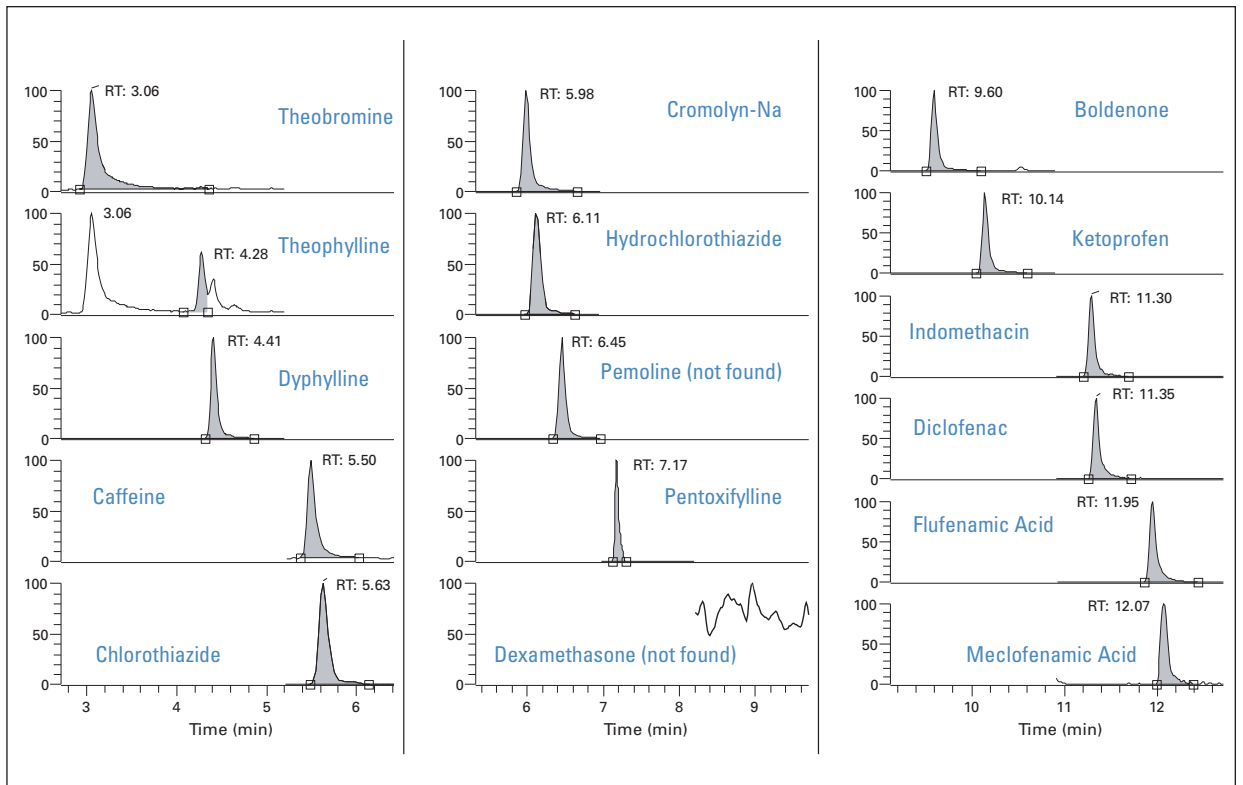 100
50
0
RT: 3.06
Theobromine
100
50
0
3.06
RT: 4.28
Theophylline
100
50
0
RT: 4.41
Dyphylline
100
50
0
RT: 5.50
Caffeine
100
50
0
RT: 5.63
Chlorothiazide
3 4 5 6
Time (min)
100
50
0
RT: 5.98
Cromolyn-Na
100
50
0
RT: 6.11
Hydrochlorothiazide
100
50
0
RT: 6.45
Pemoline (not found)
100
50
0
RT: 7.17
Pentoxifylline
100
50
0
Dexamethasone (not found)
6 7 8 9
Time (min)
100
50
0
RT: 9.60
Boldenone
100
50
0
RT: 10.14
Ketoprofen
100
50
0
RT: 11.30
Indomethacin
100
50
0
RT: 11.35
Diclofenac
100
50
0
RT: 11.95
Flufenamic Acid
100
50
0
RT: 12.07
Meclofenamic Acid
10 11 12
Time (min)